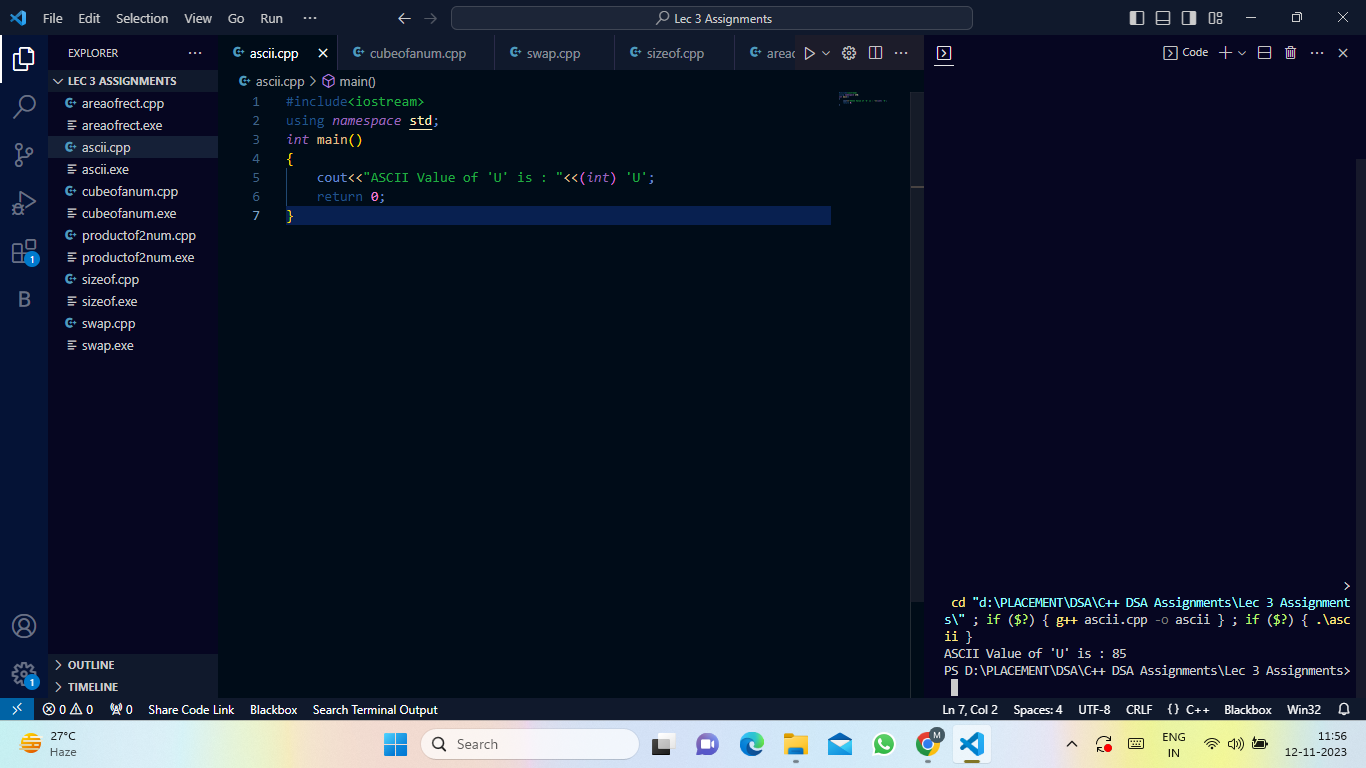 File Edit Selection View Go Run ··· Lec 3 Assignments
EXPLORER ···
LEC 3 ASSIGNMENTS
areaofrect.cpp
areaofrect.exe
ascii.cpp
ascii.exe
cubeofanum.cpp
cubeofanum.exe
productof2num.cpp
productof2num.exe
sizeof.cpp
sizeof.exe
swap.cpp
swap.exe
OUTLINE
TIMELINE
1
B
1
ascii.cpp cubeofanum.cpp swap.cpp sizeof.cpp areao
ascii.cpp > main()
1 #include<iostream>
2 using namespace std;
3 int main()
4 {
5 cout<<"ASCII Value of 'U' is : "<<(int) 'U';
6 return 0;
7 }
Code
>
cd "d:\PLACEMENT\DSA\C++ DSA Assignments\Lec 3 Assignment
s\" ; if ($?) { g++ ascii.cpp -o ascii } ; if ($?) { .\asc
ii }
ASCII Value of 'U' is : 85
PS D:\PLACEMENT\DSA\C++ DSA Assignments\Lec 3 Assignments>
0 0 0 Share Code Link Blackbox Search Terminal Output Ln 7, Col 2 Spaces: 4 UTF-8 CRLF {} C++ Blackbox Win32
27°C
Haze
Search
M
ENG
IN
11:56
12-11-2023